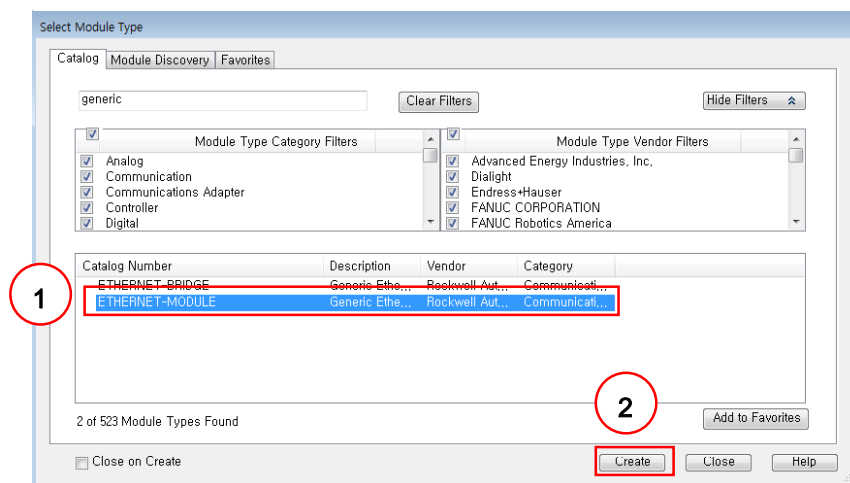 Select Module Type
Catalog Module Discovery Favorites
generic Clear Filters Hide Filters
Module Type Category Filters Module Type Vendor Filters
Analog Advanced Energy Industries, Inc,
Communication Dialight
Communications Adapter Endress+Hauser
Controller FANUC CORPORATION
Digital FANUC Robotics America
Catalog Number Description Vendor Category
ETHERNET-BRIDGE Generic Ethe,,, Rockwell Aut,,, Communicati,,,
1 ETHERNET-MODULE Generic Ethe,,, Rockwell Aut,,, Communicati,,,
2
2 of 523 Module Types Found Add to Favorites
Close on Create Create Close Help